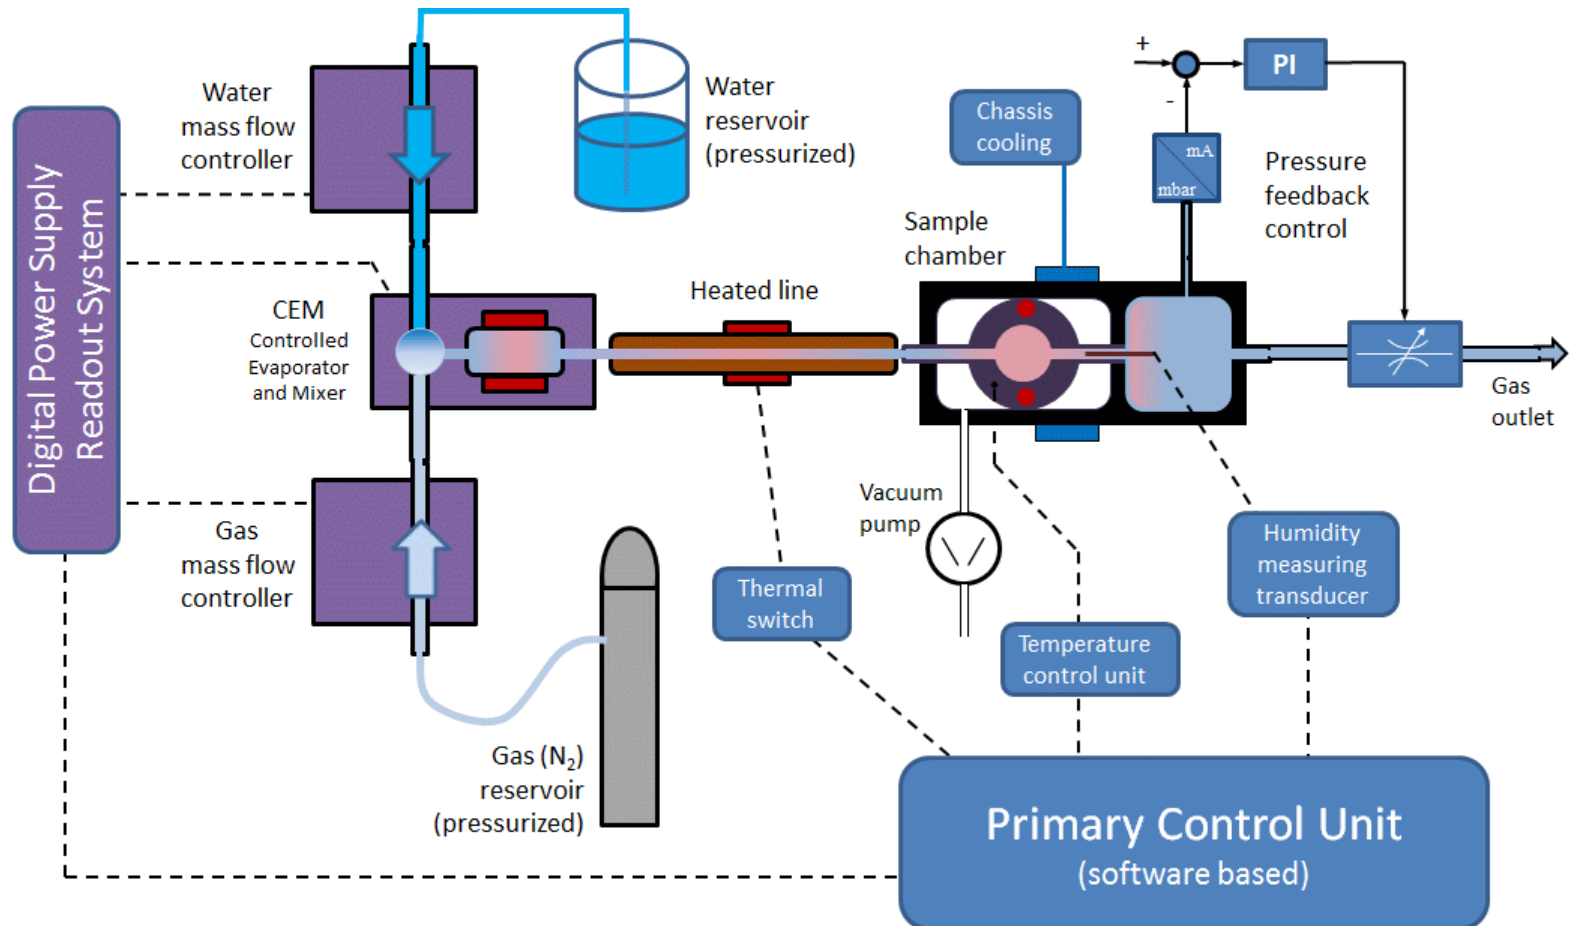 Water
mass flow
controller
Water
reservoir
(pressurized)
Digital Power Supply
Readout System
CEM
Controlled
Evaporator
and Mixer
Heated line
Sample
chamber
Chassis
cooling
+
-
PI
mA
mbar
Pressure
feedback
control
Gas
outlet
Gas
mass flow
controller
Gas (N₂)
reservoir
(pressurized)
Vacuum
pump
Thermal
switch
Temperature
control unit
Humidity
measuring
transducer
Primary Control Unit
(software based)